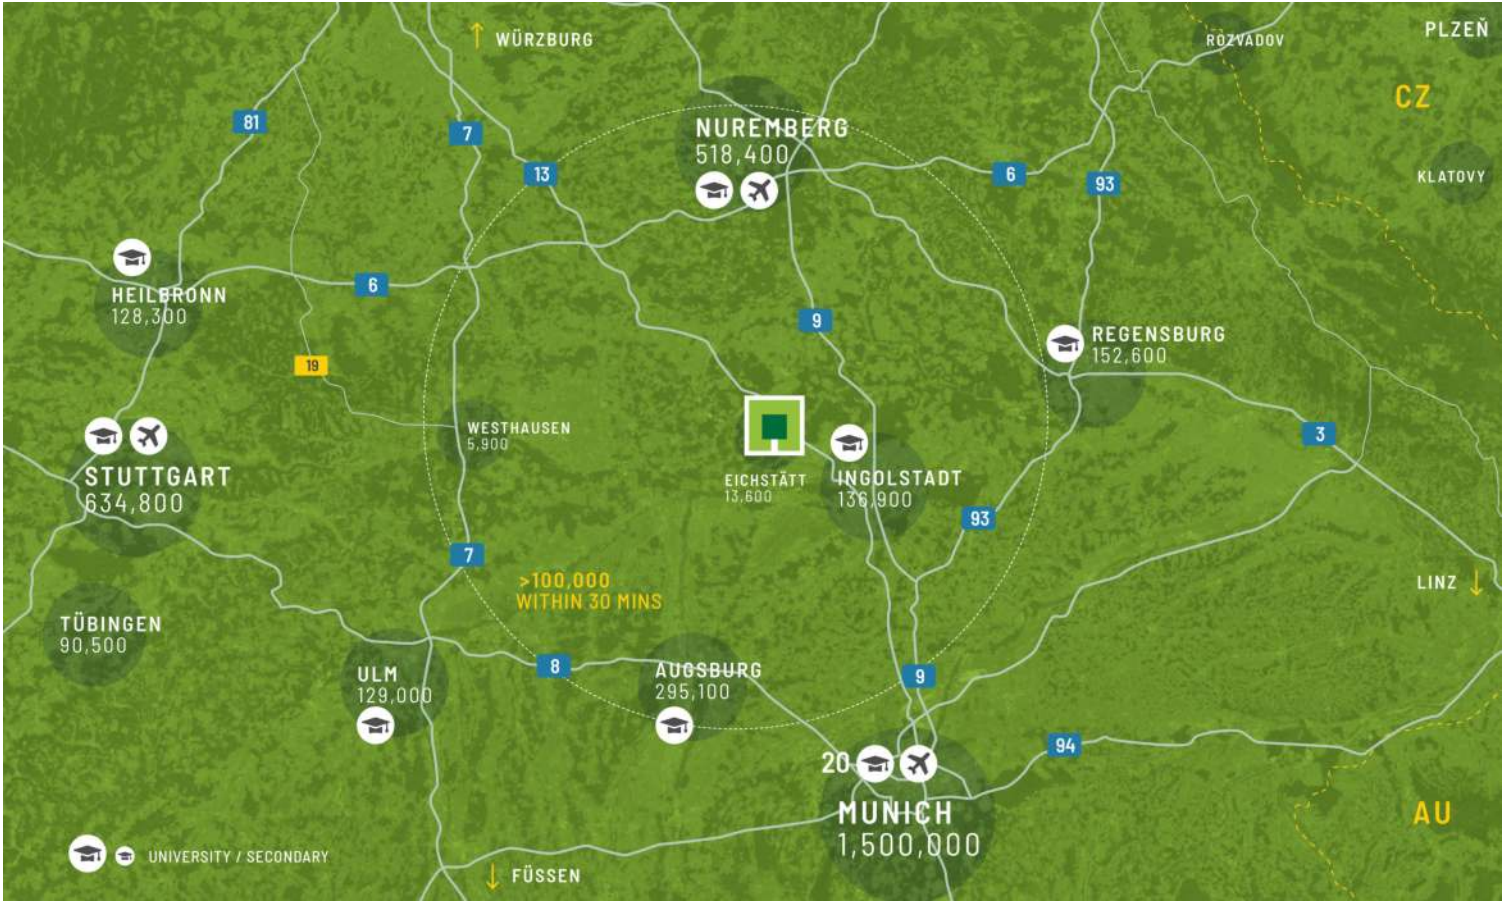 WÜRZBURG
ROZVADOV
PLZEŇ
CZ
81
7
13
NUREMBERG
518,400
6
93
KLATOVY
HEILBRONN
128,300
6
9
REGENSBURG
152,600
19
WESTHAUSEN
5,900
STUTTGART
634,800
EICHSTÄTT
13,600
INGOLSTADT
136,900
3
93
7
>100,000
WITHIN 30 MINS
LINZ
TÜBINGEN
90,500
ULM
129,000
8
AUGSBURG
295,100
9
94
20
MUNICH
1,500,000
AU
UNIVERSITY / SECONDARY
FÜSSEN